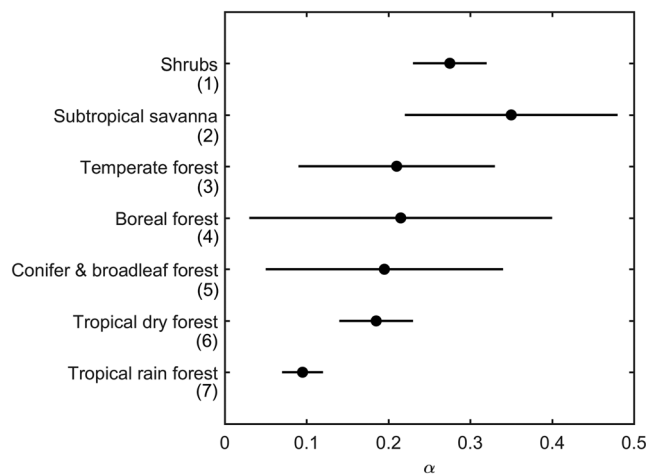 Shrubs
(1)
Subtropical savanna
(2)
Temperate forest
(3)
Boreal forest
(4)
Conifer & broadleaf forest
(5)
Tropical dry forest
(6)
Tropical rain forest
(7)
0 0.1 0.2 0.3 0.4 0.5
α